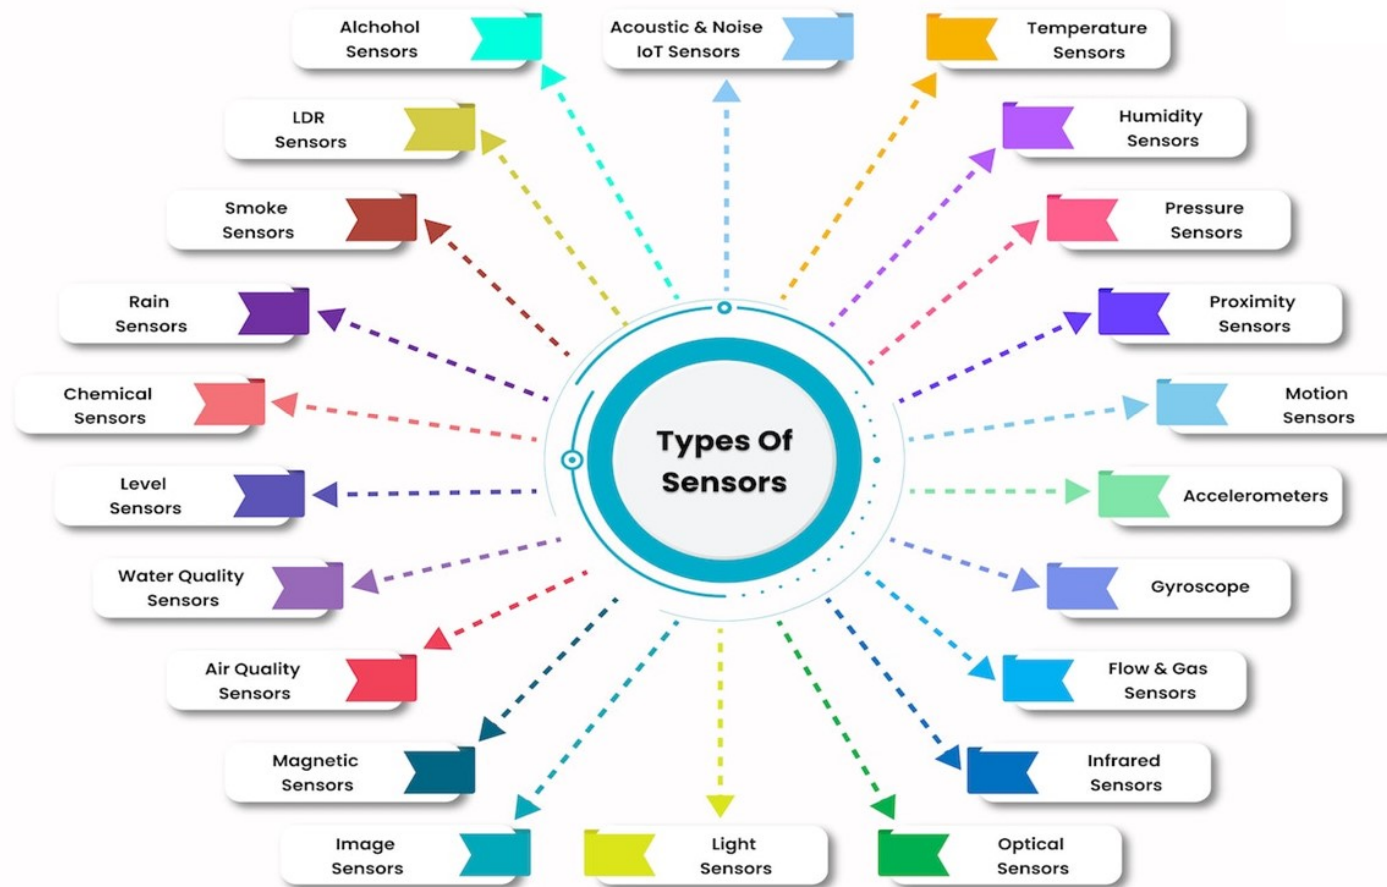 Types Of
Sensors
Acoustic & Noise
IoT Sensors
Temperature
Sensors
Humidity
Sensors
Pressure
Sensors
Proximity
Sensors
Motion
Sensors
Accelerometers
Gyroscope
Flow & Gas
Sensors
Infrared
Sensors
Optical
Sensors
Light
Sensors
Image
Sensors
Magnetic
Sensors
Air Quality
Sensors
Water Quality
Sensors
Level
Sensors
Chemical
Sensors
Rain
Sensors
Smoke
Sensors
LDR
Sensors
Alchohol
Sensors